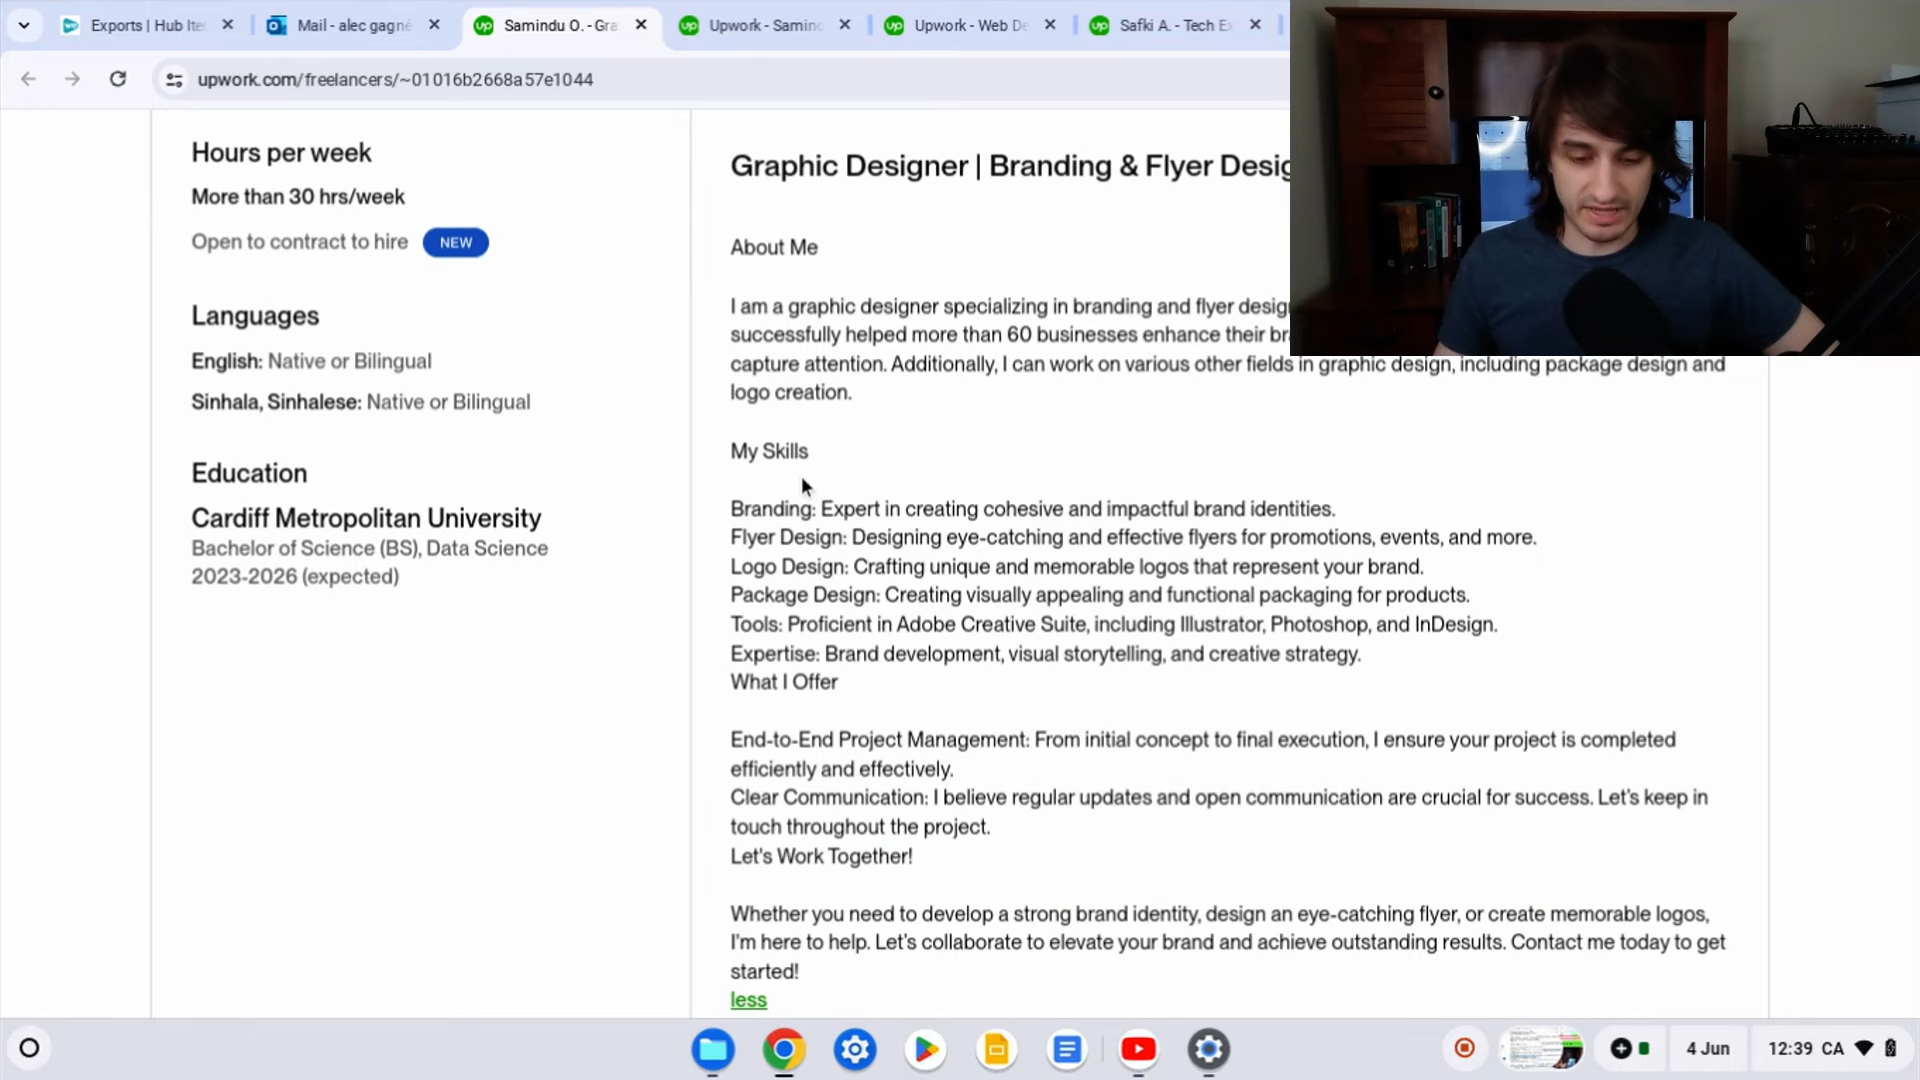 Exports | Hub Ite
Mail - alec gagné
Samindu O. - Gra
Upwork - Samind
Upwork - Web De
Safki A. - Tech Ex
upwork.com/freelancers/~01016b2668a57e1044
Hours per week
More than 30 hrs/week
Open to contract to hire NEW
Languages
English: Native or Bilingual
Sinhala, Sinhalese: Native or Bilingual
Education
Cardiff Metropolitan University
Bachelor of Science (BS), Data Science
2023-2026 (expected)
Graphic Designer | Branding & Flyer Desig
About Me
I am a graphic designer specializing in branding and flyer desig
successfully helped more than 60 businesses enhance their br
capture attention. Additionally, I can work on various other fields in graphic design, including package design and
logo creation.
My Skills
Branding: Expert in creating cohesive and impactful brand identities.
Flyer Design: Designing eye-catching and effective flyers for promotions, events, and more.
Logo Design: Crafting unique and memorable logos that represent your brand.
Package Design: Creating visually appealing and functional packaging for products.
Tools: Proficient in Adobe Creative Suite, including Illustrator, Photoshop, and InDesign.
Expertise: Brand development, visual storytelling, and creative strategy.
What I Offer
End-to-End Project Management: From initial concept to final execution, I ensure your project is completed
efficiently and effectively.
Clear Communication: I believe regular updates and open communication are crucial for success. Let's keep in
touch throughout the project.
Let's Work Together!
Whether you need to develop a strong brand identity, design an eye-catching flyer, or create memorable logos,
I'm here to help. Let's collaborate to elevate your brand and achieve outstanding results. Contact me today to get
started!
less
4 Jun
12:39 CA